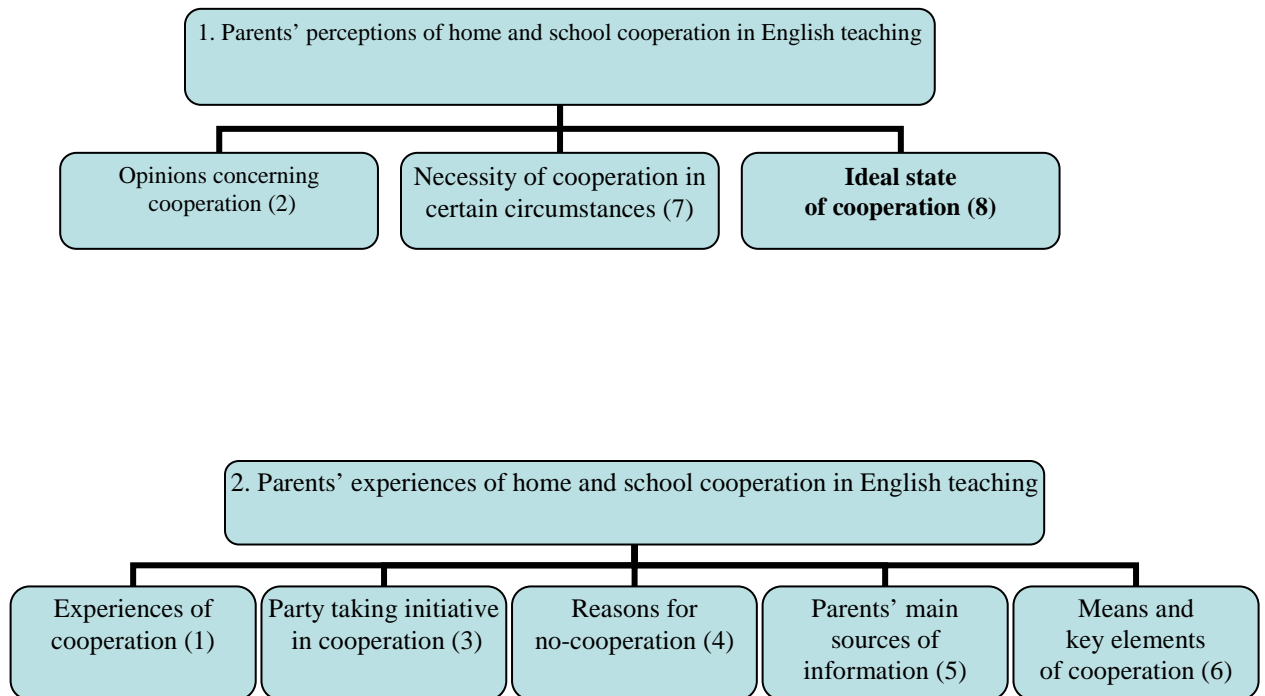 1. Parents’ perceptions of home and school cooperation in English teaching
Opinions concerning
cooperation (2)
Necessity of cooperation in
certain circumstances (7)
Ideal state
of cooperation (8)
2. Parents’ experiences of home and school cooperation in English teaching
Experiences of
cooperation (1)
Party taking initiative
in cooperation (3)
Reasons for
no-cooperation (4)
Parents’ main
sources of
information (5)
Means and
key elements
of cooperation (6)